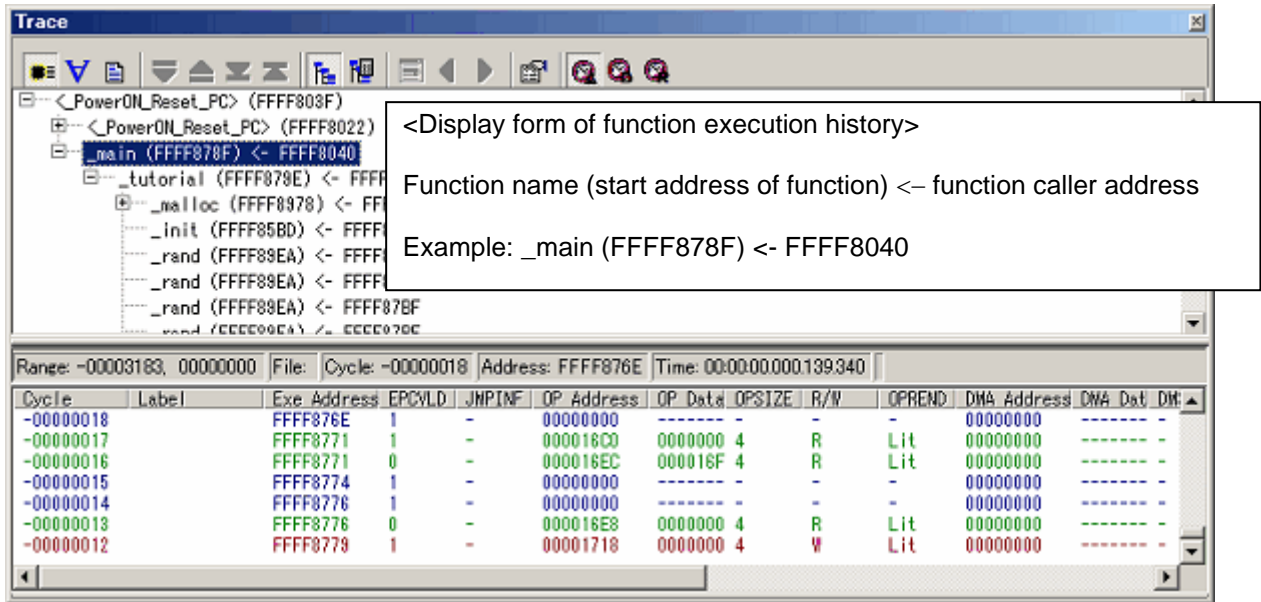 Trace
<_PowerON_Reset_PC> (FFFF803F)
<_PowerON_Reset_PC> (FFFF8022)
_main (FFFF878F) <- FFFF8040
_tutorial (FFFF879E) <- FFFF
_malloc (FFFF8978) <- FFF
_init (FFFF85BD) <- FFFF
_rand (FFFF89EA) <- FFFF
_rand (FFFF89EA) <- FFFF
_rand (FFFF89EA) <- FFFF87BF
_rand (FFFF89EA) <- FFFF87BF
<Display form of function execution history>
Function name (start address of function) <– function caller address
Example: _main (FFFF878F) <- FFFF8040
Range: -00003183, 00000000 File: Cycle: -00000018 Address: FFFF876E Time: 00:00:00.000.139.340
Cycle Label Exe Address EPCVLD JMPINF OP Address OP Data OPSIZE R/W OPREND DMA Address DMA Dat DM
-00000018 FFFF876E 1 - 00000000 ------- - - - 00000000 ------- -
-00000017 FFFF8771 1 - 000016C0 0000000 4 R Lit 00000000 ------- -
-00000016 FFFF8771 0 - 000016EC 000016F 4 R Lit 00000000 ------- -
-00000015 FFFF8774 1 - 00000000 ------- - - - 00000000 ------- -
-00000014 FFFF8776 1 - 00000000 ------- - - - 00000000 ------- -
-00000013 FFFF8776 0 - 000016E8 0000000 4 R Lit 00000000 ------- -
-00000012 FFFF8779 1 - 00001718 0000000 4 W Lit 00000000 ------- -